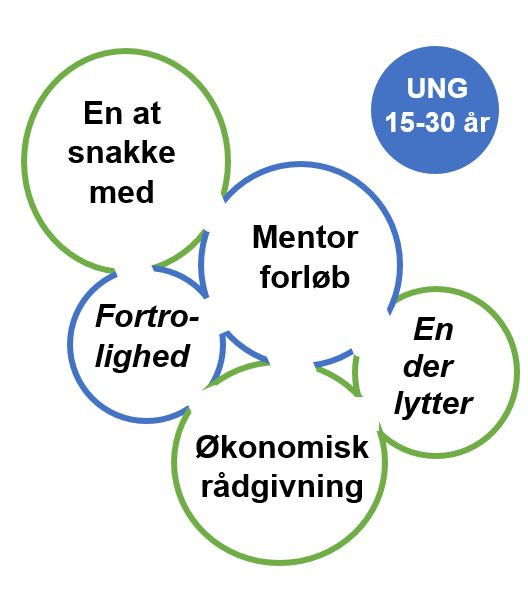 UNG
15-30 år
En at
snakke
med
Mentor
forløb
Fortro-
lighed
En
der
lytter
Økonomisk
rådgivning